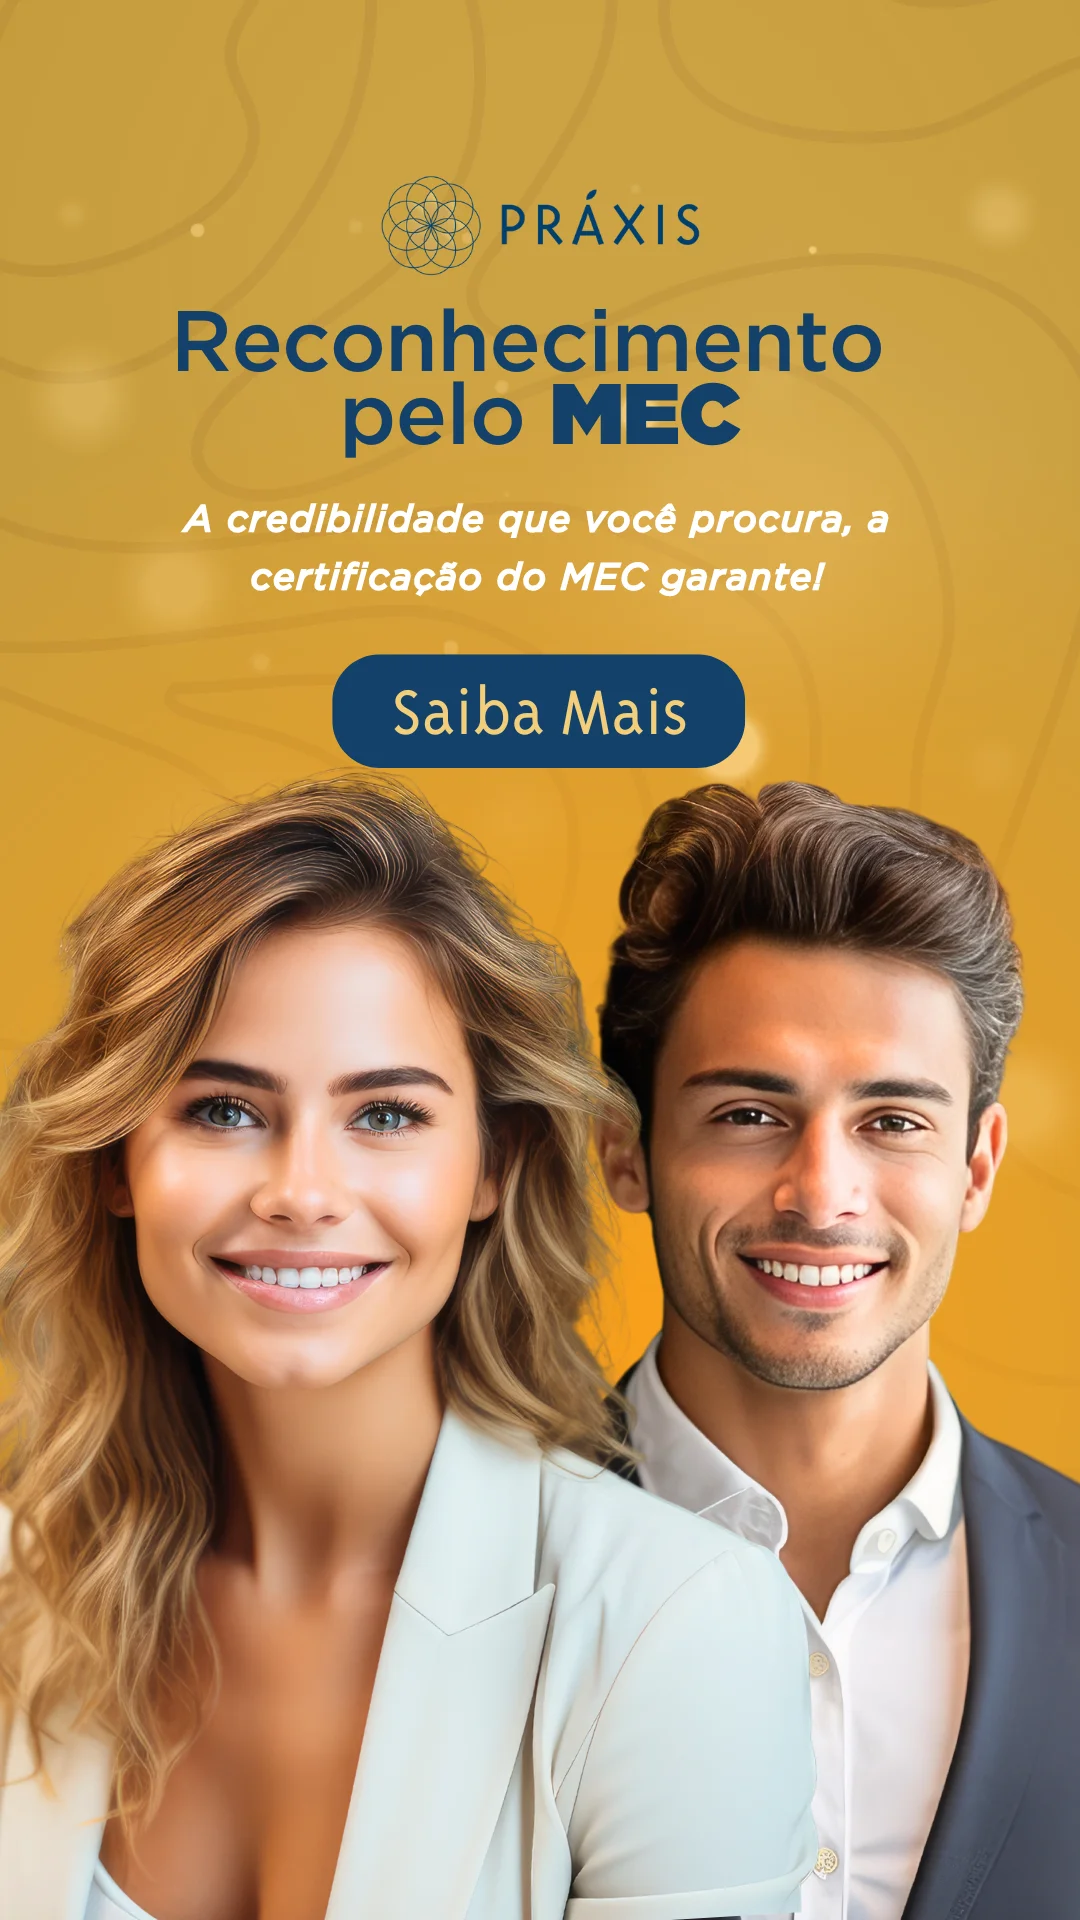 PRÁXIS
Reconhecimento
pelo MEC
A credibilidade que você procura, a
certificação do MEC garante!
Saiba Mais